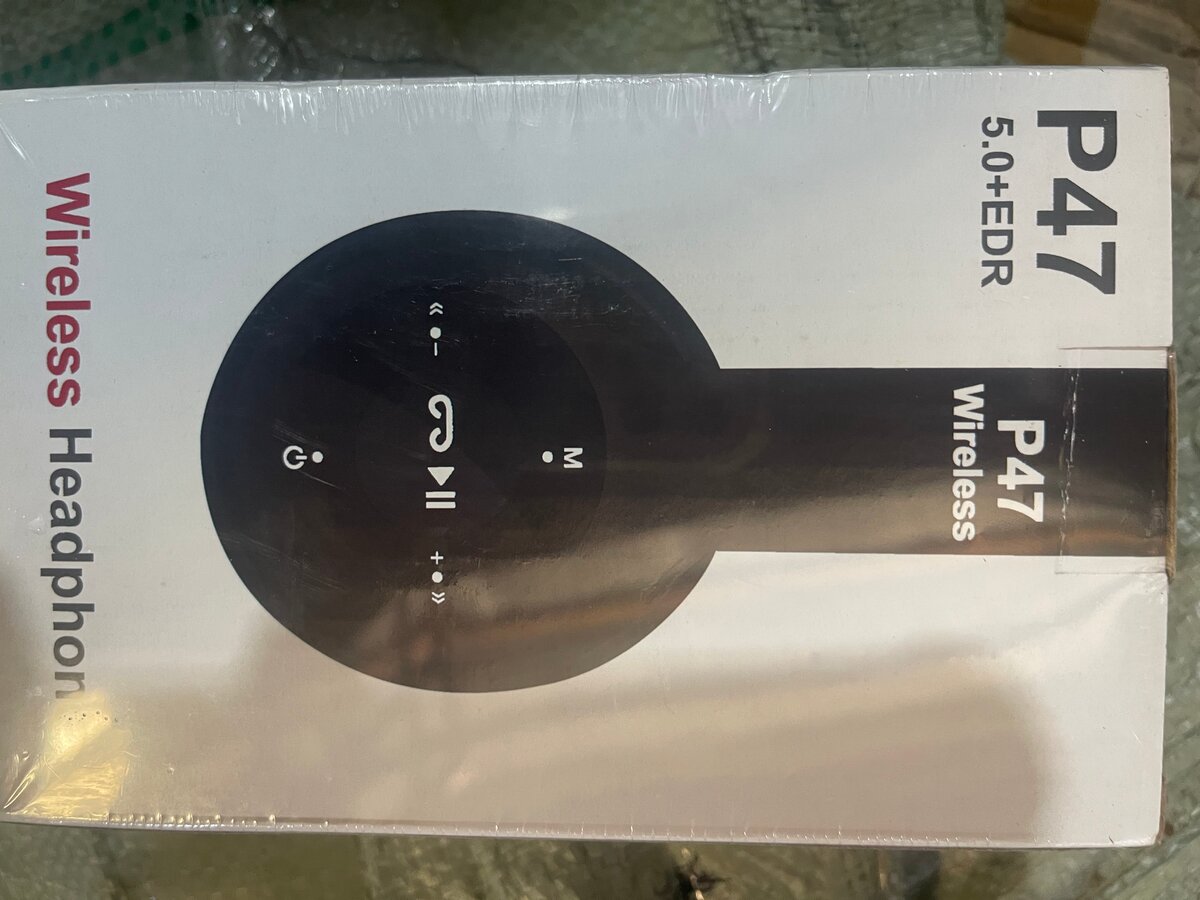 P47
5.0+EDR
P47
Wireless
M
Wireless Headphon